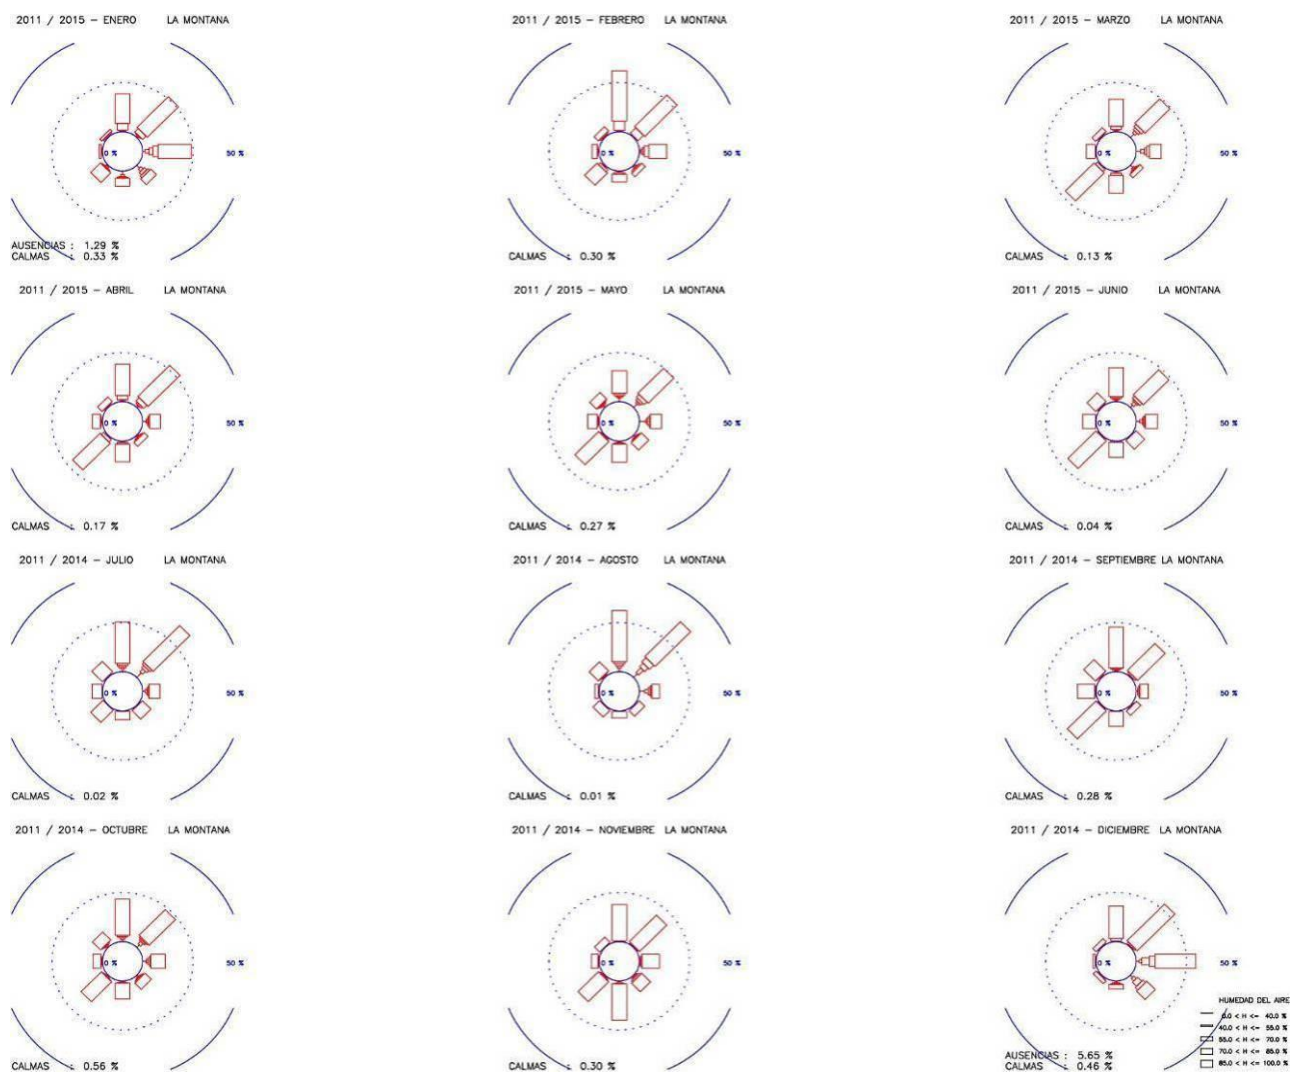 2011 / 2015 – ENERO LA MONTANA
0 %
50 %
AUSENCIAS : 1.29 %
CALMAS : 0.33 %
2011 / 2015 – FEBRERO LA MONTANA
0 %
50 %
CALMAS : 0.30 %
2011 / 2015 – MARZO LA MONTANA
0 %
50 %
CALMAS : 0.13 %
2011 / 2015 – ABRIL LA MONTANA
0 %
50 %
CALMAS : 0.17 %
2011 / 2015 – MAYO LA MONTANA
0 %
50 %
CALMAS : 0.27 %
2011 / 2015 – JUNIO LA MONTANA
0 %
50 %
CALMAS : 0.04 %
2011 / 2014 – JULIO LA MONTANA
0 %
50 %
CALMAS : 0.02 %
2011 / 2014 – AGOSTO LA MONTANA
0 %
50 %
CALMAS : 0.01 %
2011 / 2014 – SEPTIEMBRE LA MONTANA
0 %
50 %
CALMAS : 0.28 %
2011 / 2014 – OCTUBRE LA MONTANA
0 %
50 %
CALMAS : 0.56 %
2011 / 2014 – NOVIEMBRE LA MONTANA
0 %
50 %
CALMAS : 0.30 %
2011 / 2014 – DICIEMBRE LA MONTANA
0 %
50 %
AUSENCIAS : 5.65 %
CALMAS : 0.46 %
HUMEDAD DEL AIRE
0.0 < H <= 40.0 %
40.0 < H <= 55.0 %
55.0 < H <= 70.0 %
70.0 < H <= 85.0 %
85.0 < H <= 100.0 %